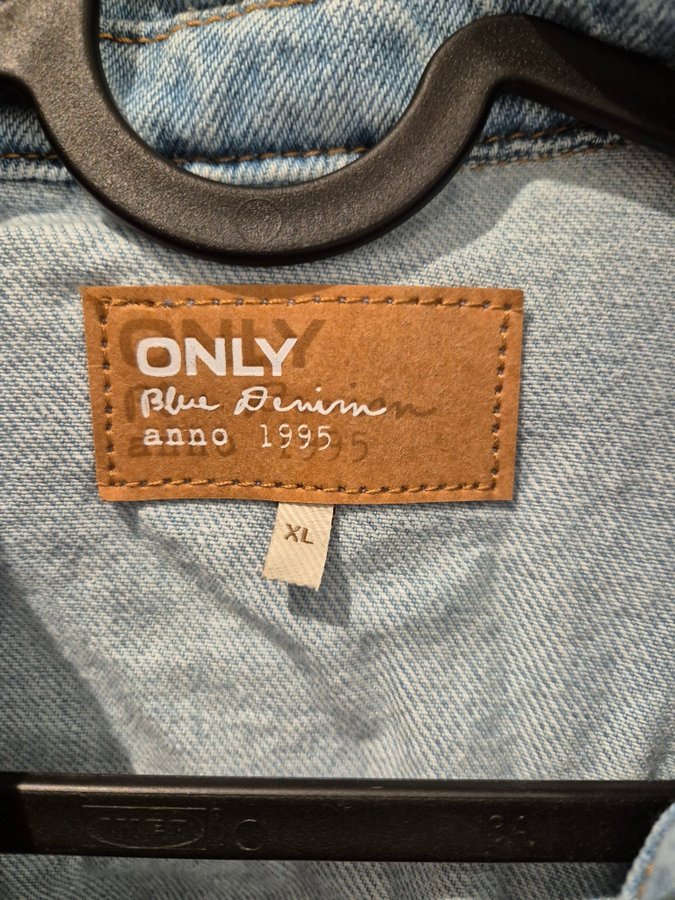 ONLY
Blue Denim
anno 1995
XL